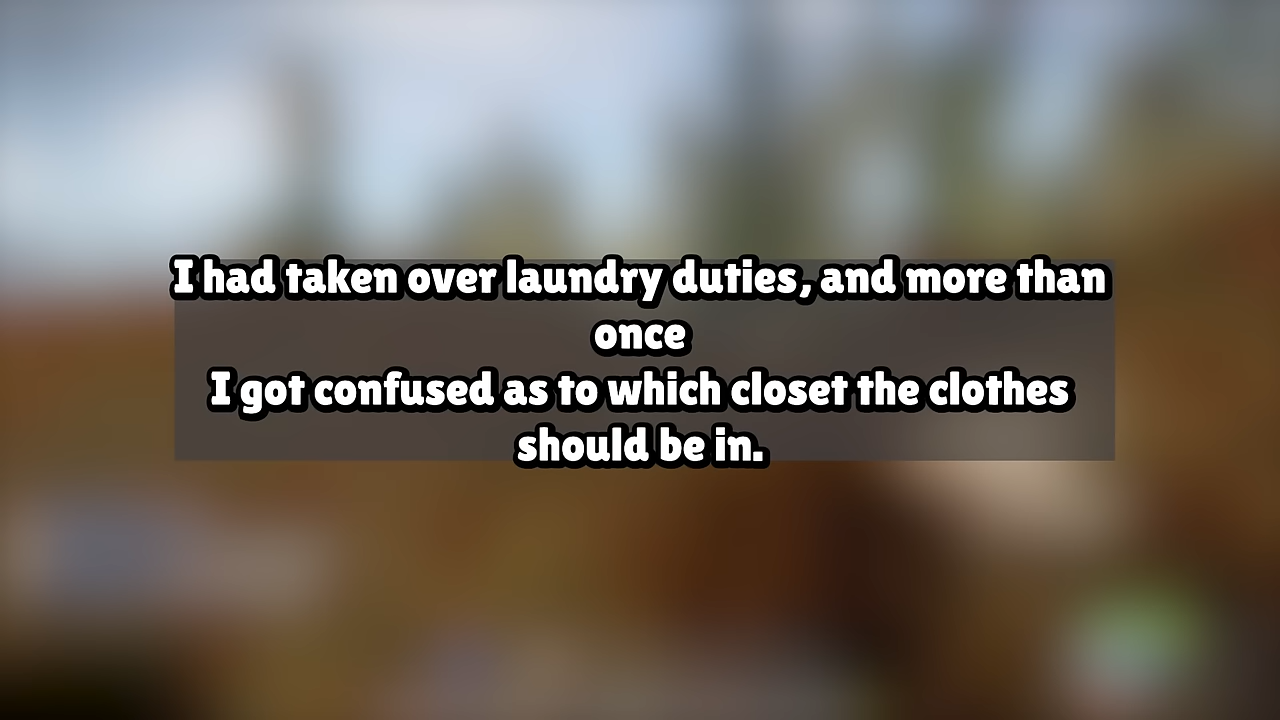 I had taken over laundry duties, and more than
once
I got confused as to which closet the clothes
should be in.